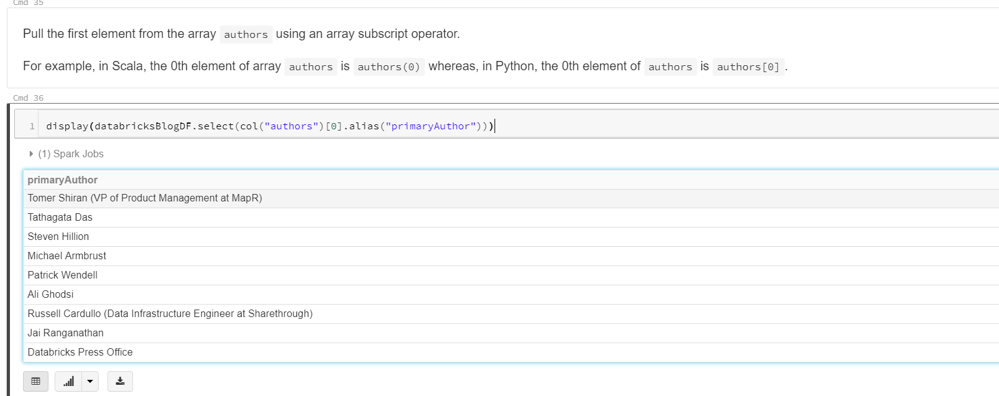 Cmd 35
Pull the first element from the array authors using an array subscript operator.
For example, in Scala, the 0th element of array authors is authors(0) whereas, in Python, the 0th element of authors is authors[0].
Cmd 36
1 display(databricksBlogDF.select(col("authors")[0].alias("primaryAuthor")))
(1) Spark Jobs
primaryAuthor
Tomer Shiran (VP of Product Management at MapR)
Tathagata Das
Steven Hillion
Michael Armbrust
Patrick Wendell
Ali Ghodsi
Russell Cardullo (Data Infrastructure Engineer at Sharethrough)
Jai Ranganathan
Databricks Press Office